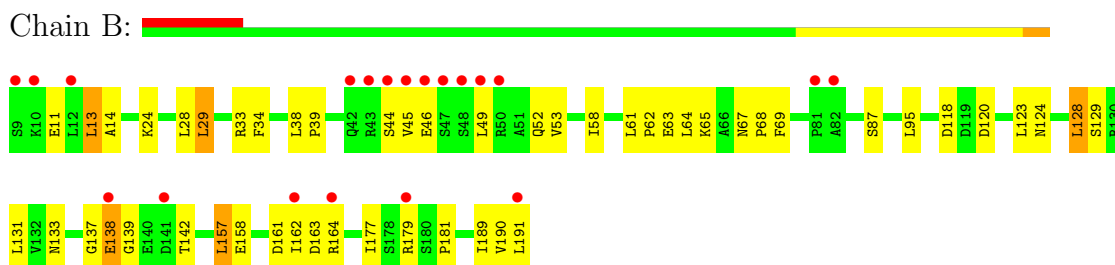 Chain B:
S9 K10 E11 L12 L13 A14 K24 L28 L29 R33 F34 L38 P39 Q42 R43 S44 V45 E46 S47 S48 L49 R50 A51 Q52 V53 I58 L61 P62 E63 L64 K65 A66 N67 P68 F69 P81 A82 S87 L95 D118 D119 D120 L123 N124 L128 S129
L131 V132 N133 G137 E138 G139 E140 D141 T142 L157 E158 D161 I162 D163 R164 I177 S178 R179 S180 P181 I189 V190 L191